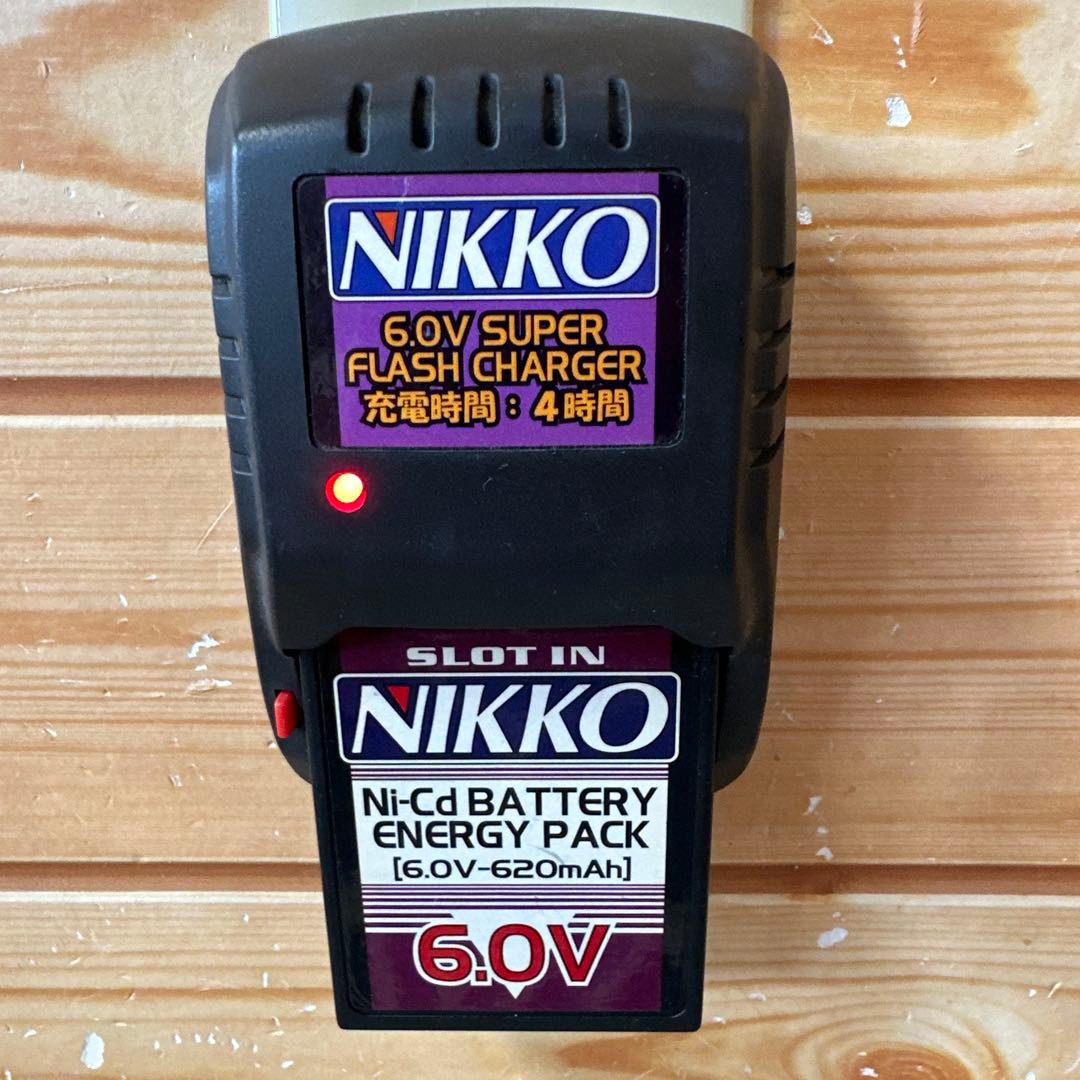 NIKKO
6.0V SUPER
FLASH CHARGER
充電時間：4時間
SLOT IN
NIKKO
Ni-Cd BATTERY
ENERGY PACK
[6.0V-620mAh]
6.0V